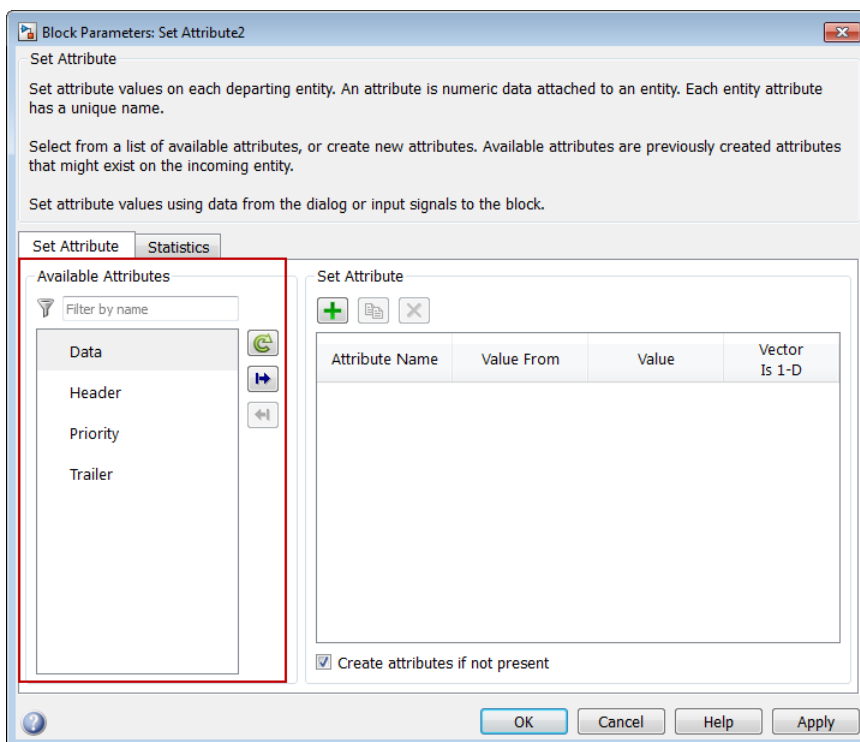 Block Parameters: Set Attribute2
Set Attribute
Set attribute values on each departing entity. An attribute is numeric data attached to an entity. Each entity attribute
has a unique name.
Select from a list of available attributes, or create new attributes. Available attributes are previously created attributes
that might exist on the incoming entity.
Set attribute values using data from the dialog or input signals to the block.
Set Attribute Statistics
Available Attributes
Filter by name
Data
Header
Priority
Trailer
Set Attribute
Attribute Name Value From Value Vector
Is 1-D
Create attributes if not present
OK Cancel Help Apply